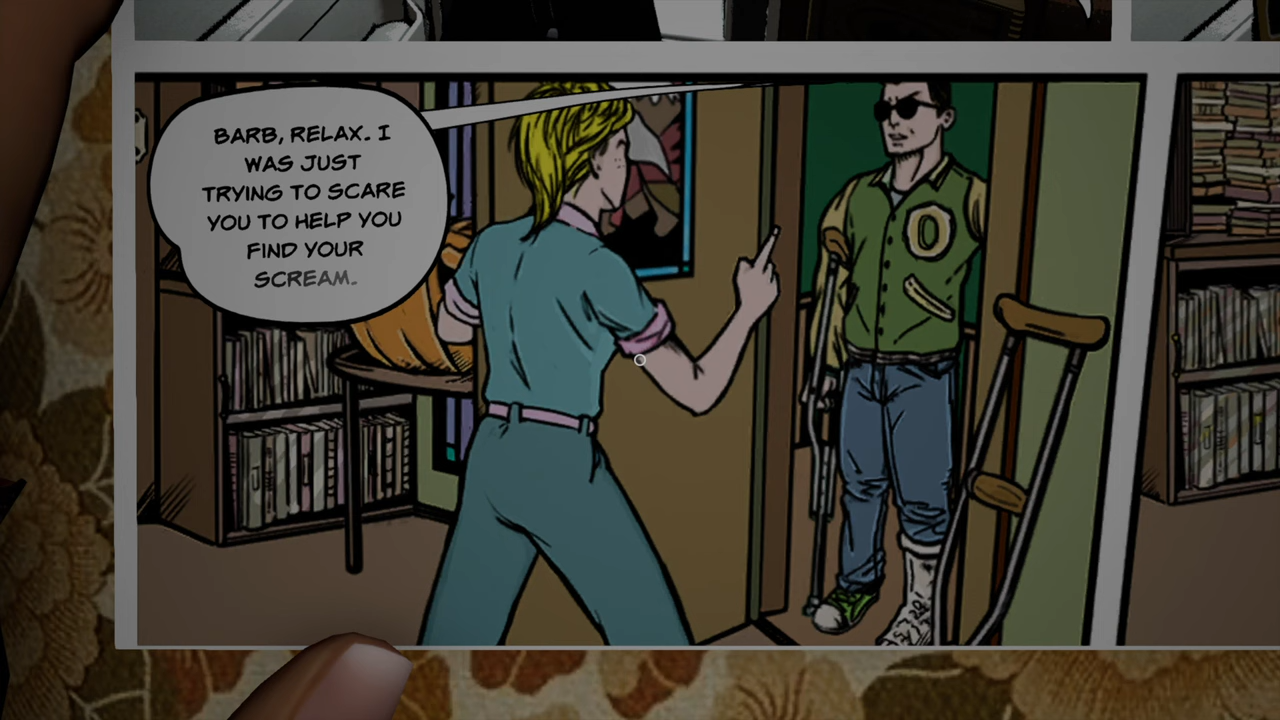 BARB, RELAX. I
WAS JUST
TRYING TO SCARE
YOU TO HELP YOU
FIND YOUR
SCREAM.
O